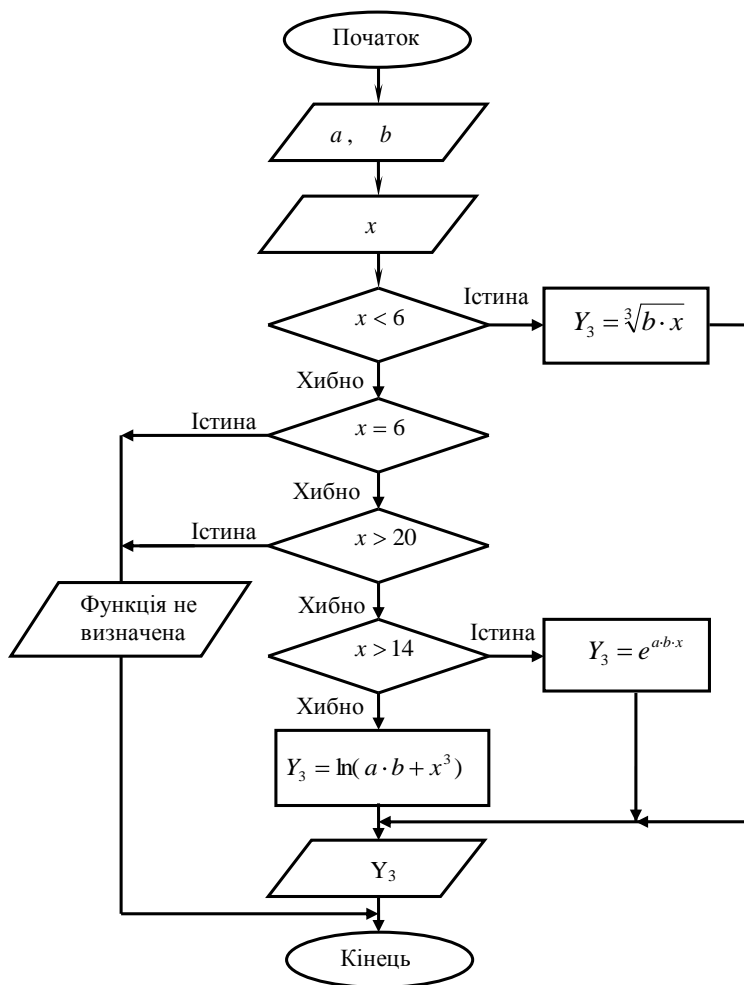 Початок
a , b
x
x < 6
Істина
Y₃ = ∛(b · x)
Хибно
Істина
x = 6
Хибно
Істина
x > 20
Функція не
визначена
Хибно
x > 14
Істина
Y₃ = e^(a·b·x)
Хибно
Y₃ = ln( a · b + x³ )
Y₃
Кінець